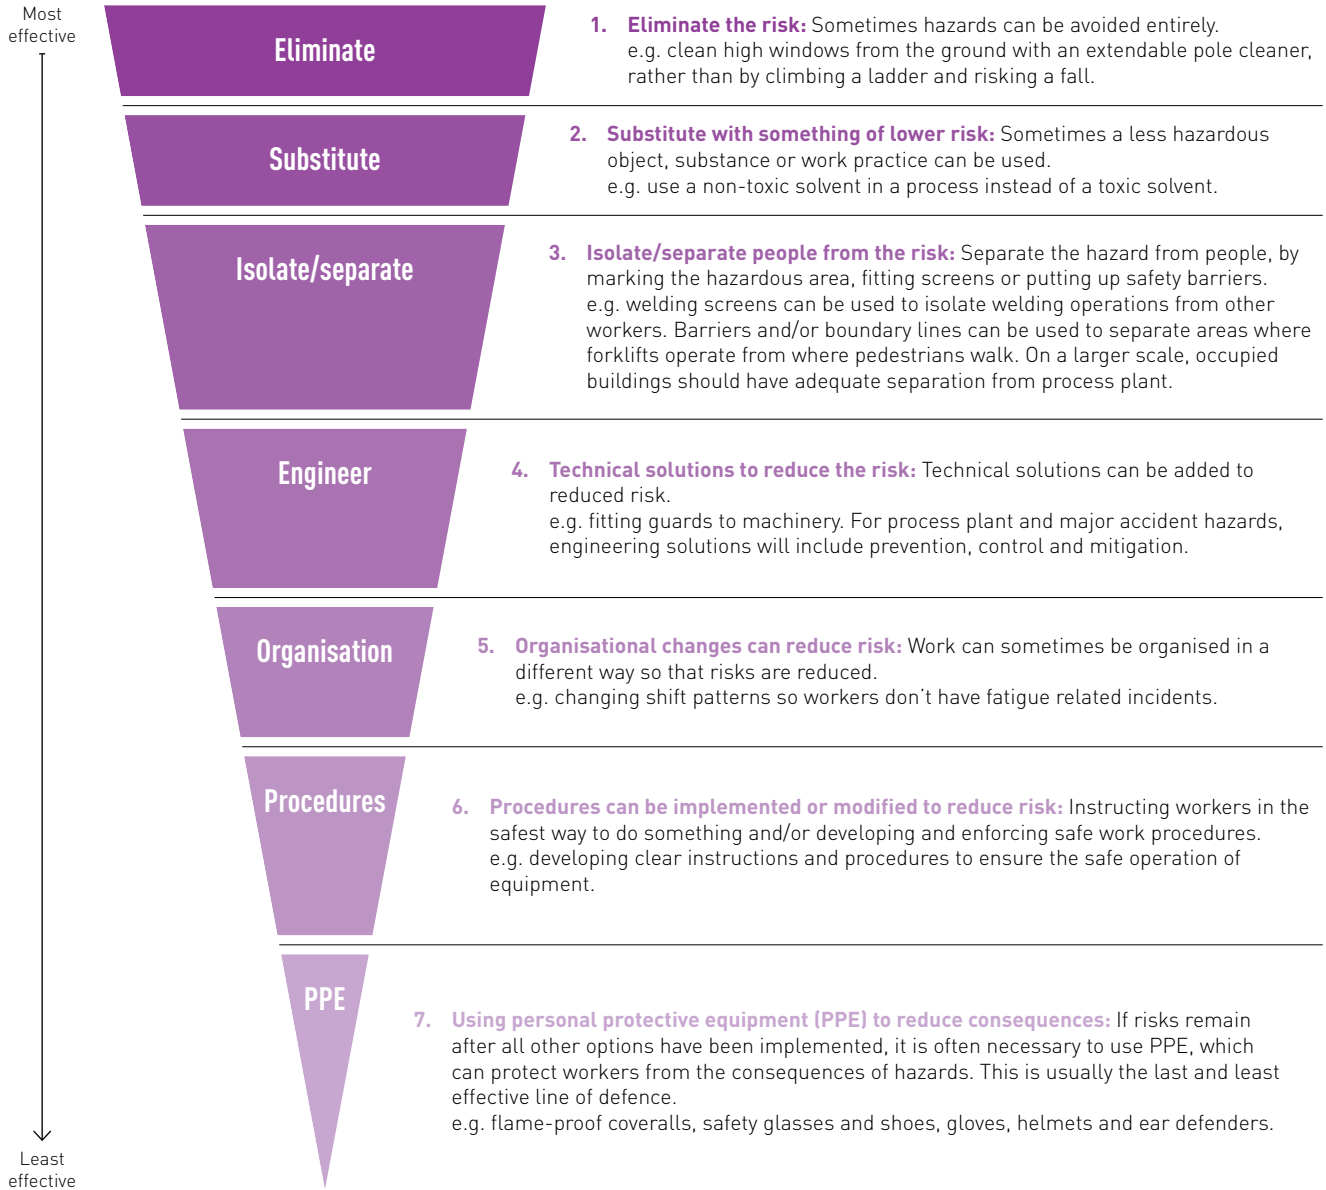 Most
effective
Eliminate
1. Eliminate the risk: Sometimes hazards can be avoided entirely.
e.g. clean high windows from the ground with an extendable pole cleaner,
rather than by climbing a ladder and risking a fall.
Substitute
2. Substitute with something of lower risk: Sometimes a less hazardous
object, substance or work practice can be used.
e.g. use a non-toxic solvent in a process instead of a toxic solvent.
Isolate/separate
3. Isolate/separate people from the risk: Separate the hazard from people, by
marking the hazardous area, fitting screens or putting up safety barriers.
e.g. welding screens can be used to isolate welding operations from other
workers. Barriers and/or boundary lines can be used to separate areas where
forklifts operate from where pedestrians walk. On a larger scale, occupied
buildings should have adequate separation from process plant.
Engineer
4. Technical solutions to reduce the risk: Technical solutions can be added to
reduced risk.
e.g. fitting guards to machinery. For process plant and major accident hazards,
engineering solutions will include prevention, control and mitigation.
Organisation
5. Organisational changes can reduce risk: Work can sometimes be organised in a
different way so that risks are reduced.
e.g. changing shift patterns so workers don't have fatigue related incidents.
Procedures
6. Procedures can be implemented or modified to reduce risk: Instructing workers in the
safest way to do something and/or developing and enforcing safe work procedures.
e.g. developing clear instructions and procedures to ensure the safe operation of
equipment.
PPE
7. Using personal protective equipment (PPE) to reduce consequences: If risks remain
after all other options have been implemented, it is often necessary to use PPE, which
can protect workers from the consequences of hazards. This is usually the last and least
effective line of defence.
e.g. flame-proof coveralls, safety glasses and shoes, gloves, helmets and ear defenders.
Least
effective